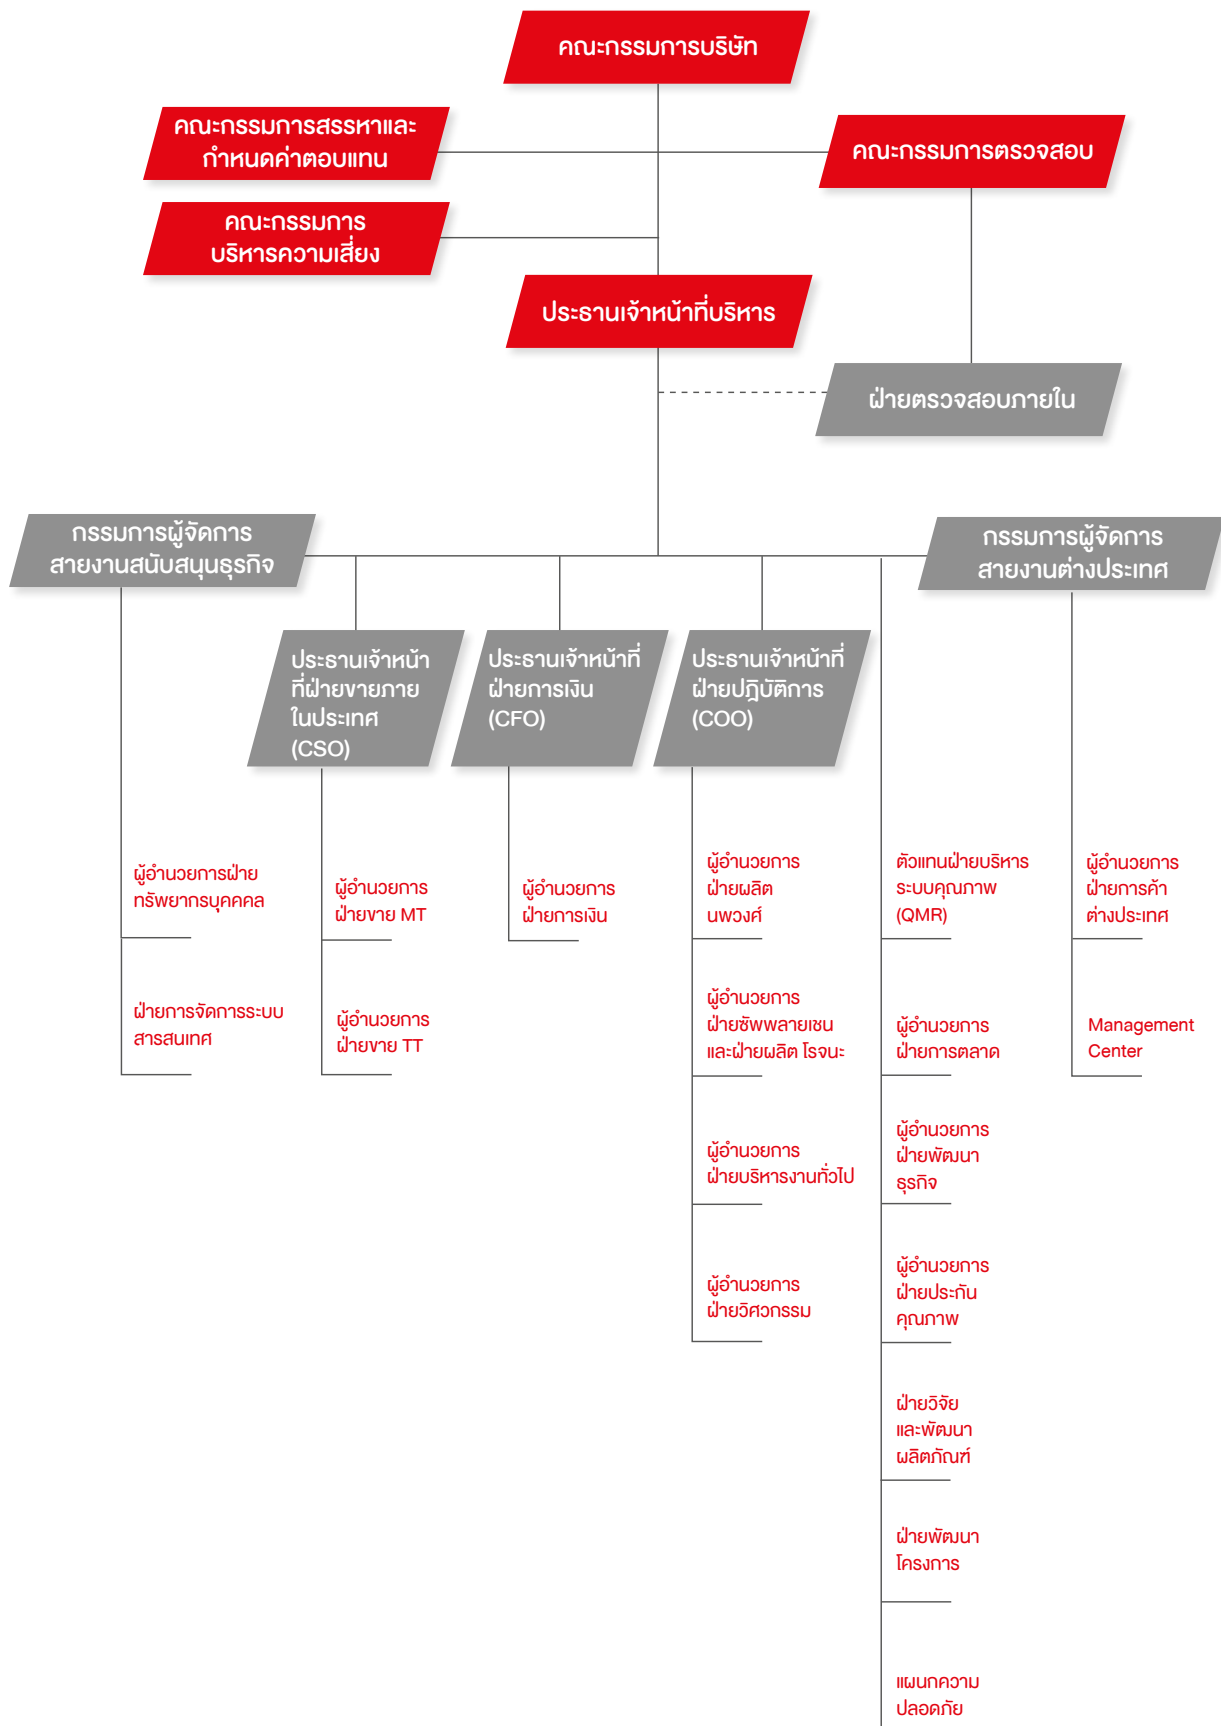 คณะกรรมการบริษัท
คณะกรรมการสรรหาและ
กำหนดค่าตอบแทน
คณะกรรมการตรวจสอบ
คณะกรรมการ
บริหารความเสี่ยง
ประธานเจ้าหน้าที่บริหาร
ฝ่ายตรวจสอบภายใน
กรรมการผู้จัดการ
สายงานสนับสนุนธุรกิจ
กรรมการผู้จัดการ
สายงานต่างประเทศ
ประธานเจ้าหน้า
ที่ฝ่ายขายภาย
ในประเทศ
(CSO)
ประธานเจ้าหน้าที่
ฝ่ายการเงิน
(CFO)
ประธานเจ้าหน้าที่
ฝ่ายปฏิบัติการ
(COO)
ผู้อำนวยการฝ่าย
ทรัพยากรบุคคคล
ฝ่ายการจัดการระบบ
สารสนเทศ
ผู้อำนวยการ
ฝ่ายขาย MT
ผู้อำนวยการ
ฝ่ายขาย TT
ผู้อำนวยการ
ฝ่ายการเงิน
ผู้อำนวยการ
ฝ่ายผลิต
นพวงศ์
ผู้อำนวยการ
ฝ่ายซัพพลายเชน
และฝ่ายผลิต โรจนะ
ผู้อำนวยการ
ฝ่ายบริหารงานทั่วไป
ผู้อำนวยการ
ฝ่ายวิศวกรรม
ตัวแทนฝ่ายบริหาร
ระบบคุณภาพ
(QMR)
ผู้อำนวยการ
ฝ่ายการตลาด
ผู้อำนวยการ
ฝ่ายพัฒนา
ธุรกิจ
ผู้อำนวยการ
ฝ่ายประกัน
คุณภาพ
ฝ่ายวิจัย
และพัฒนา
ผลิตภัณฑ์
ฝ่ายพัฒนา
โครงการ
แผนกความ
ปลอดภัย
ผู้อำนวยการ
ฝ่ายการค้า
ต่างประเทศ
Management
Center